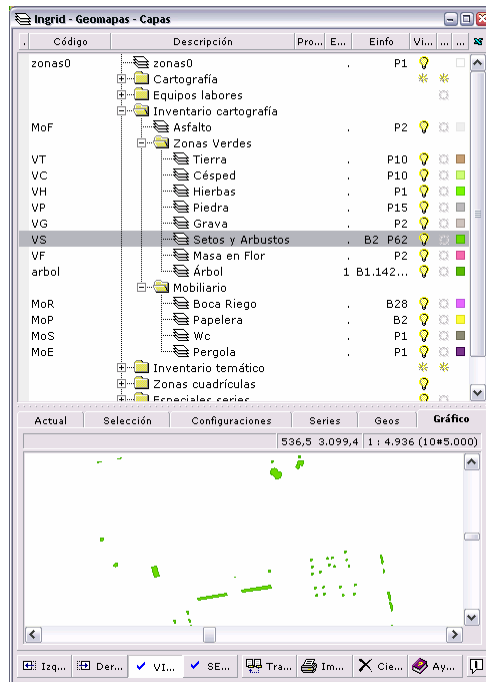 Ingrid - Geomapas - Capas
. Código Descripción Pro... E... Einfo Vi... ... ...
zonas0 zonas0 . P1
Cartografía
Equipos labores
Inventario cartografía
MoF Asfalto . P2
Zonas Verdes
VT Tierra . P10
VC Césped . P10
VH Hierbas . P1
VP Piedra . P15
VG Grava . P2
VS Setos y Arbustos . B2 P62
VF Masa en Flor . P2
arbol Árbol 1 B1.142...
Mobiliario
MoR Boca Riego . B28
MoP Papelera . B2
MoS Wc . P1
MoE Pergola . P1
Inventario temático
Zonas cuadrículas
Especiales series
Actual Selección Configuraciones Series Geos Gráfico
536,5 3.099,4 1 : 4.936 (10#5.000)
Izq... Der... VI... SE... Tra... Im... Cie... Ay...